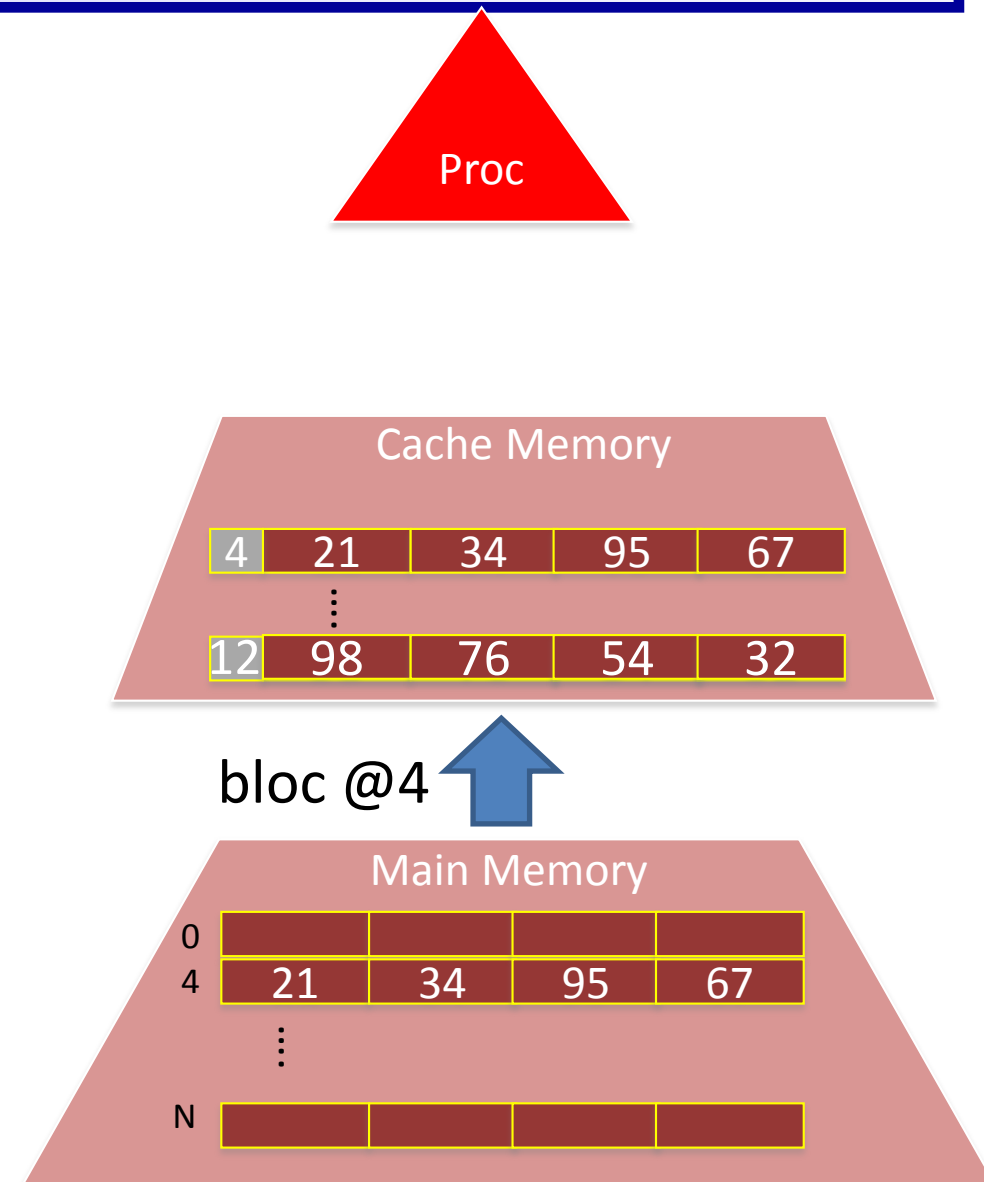 Proc
Cache Memory
4 21 34 95 67
⋮
12 98 76 54 32
bloc @4
Main Memory
0
4 21 34 95 67
⋮
N